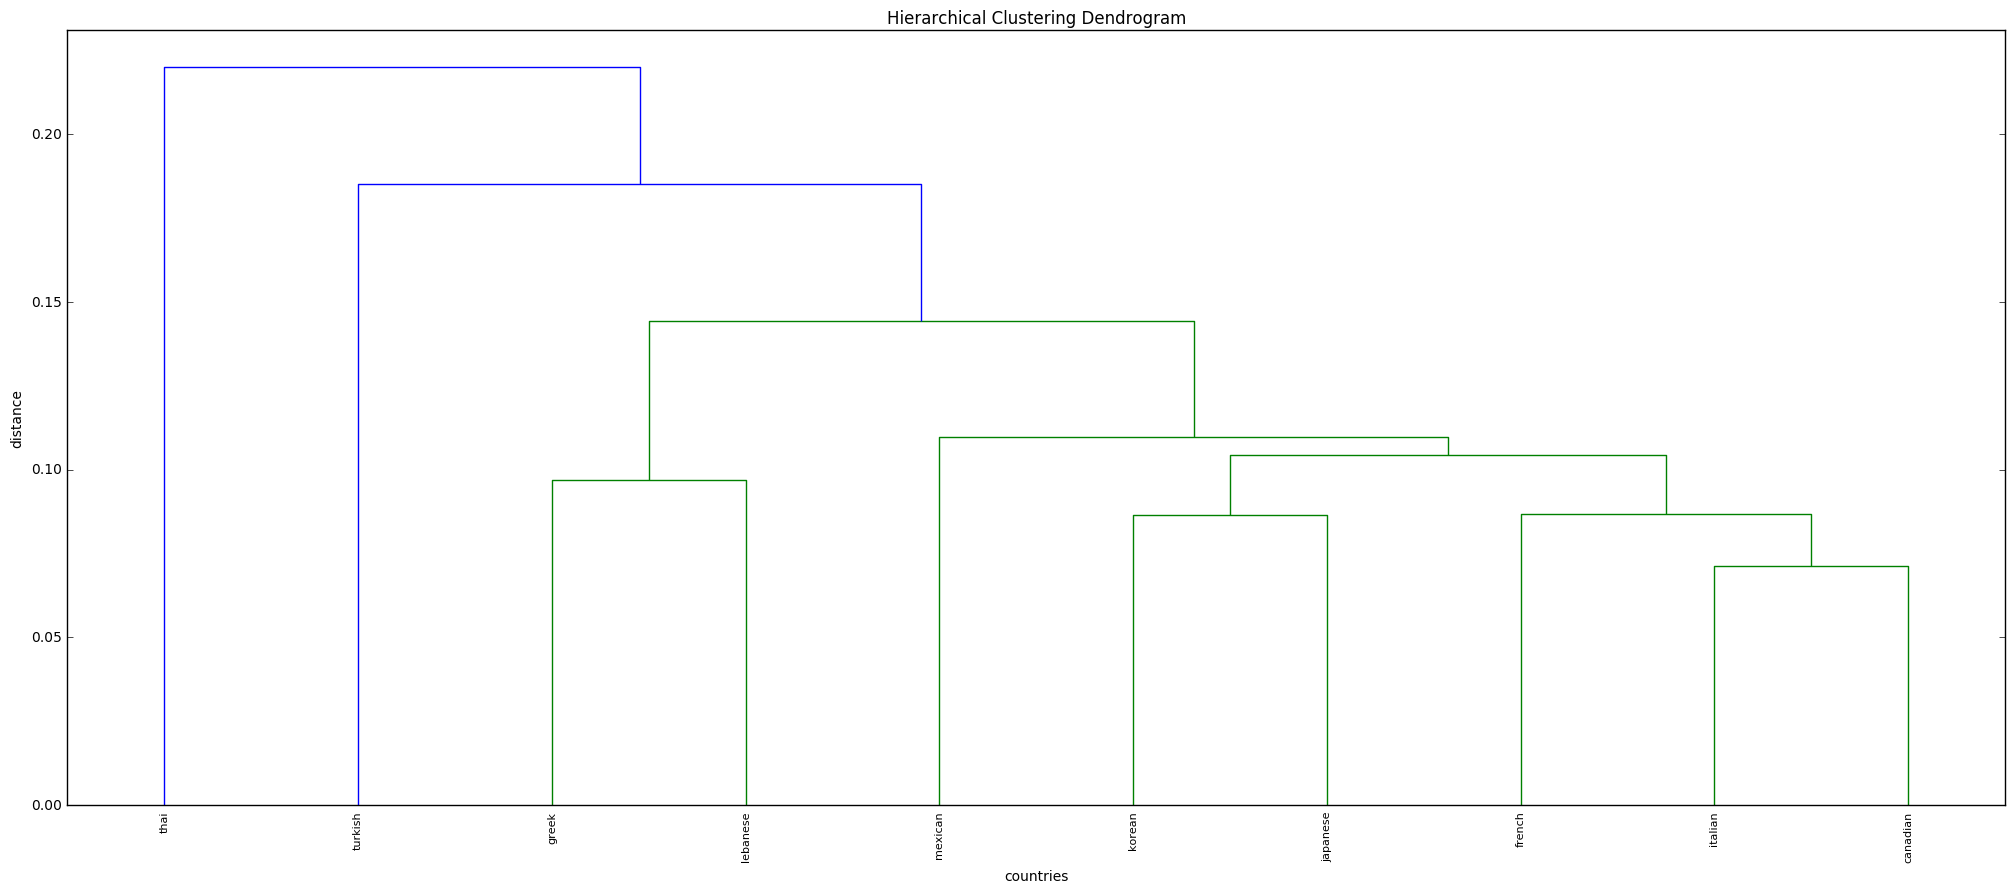 Hierarchical Clustering Dendrogram
distance
0.20
0.15
0.10
0.05
0.00
thai
turkish
greek
lebanese
mexican
korean
japanese
french
italian
canadian
countries